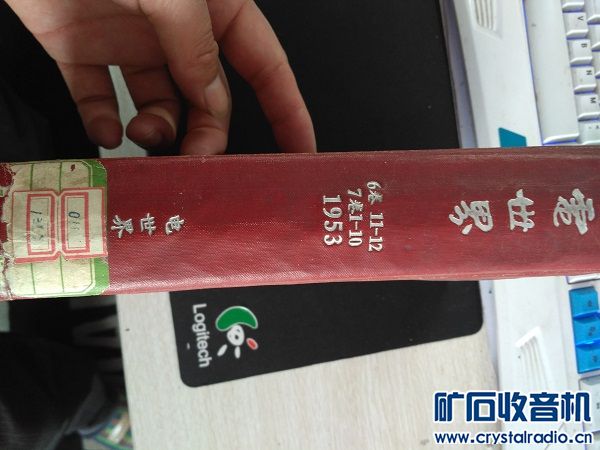 電世界
6卷 11-12
7卷1-10
1953
电世界
Logitech
矿石收音机
www.crystalradio.cn